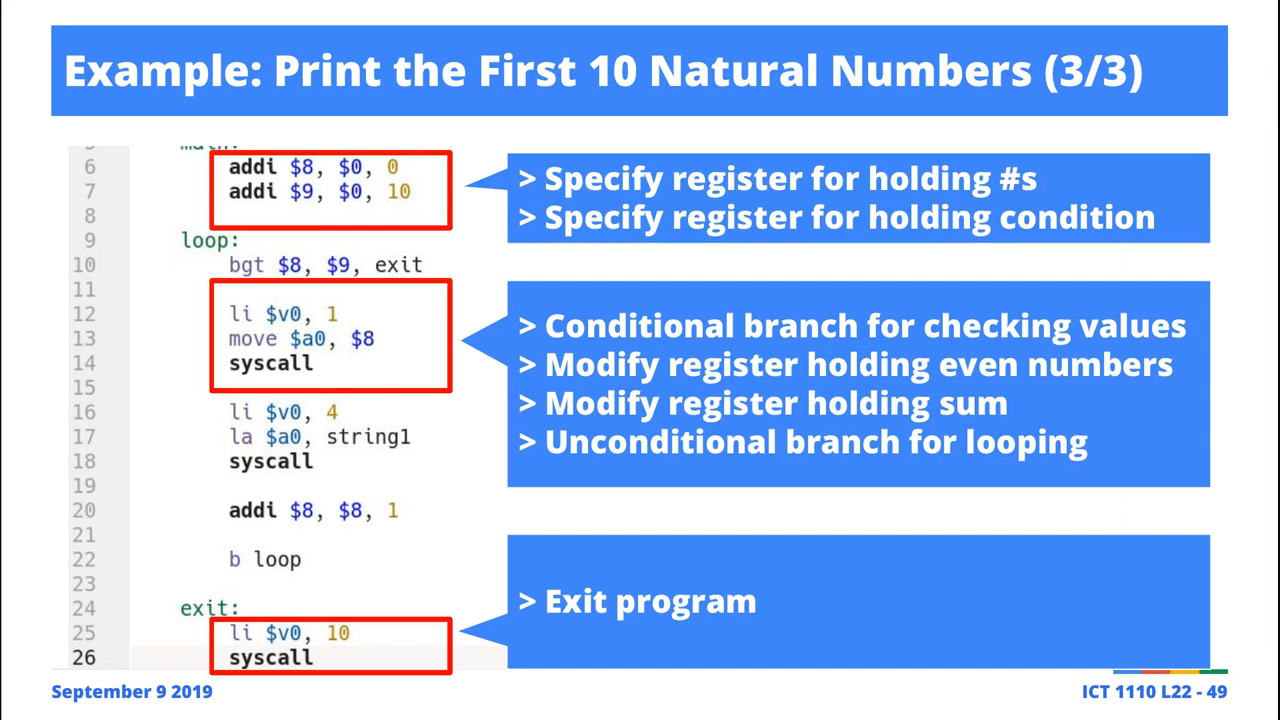 Example: Print the First 10 Natural Numbers (3/3)
6 addi $8, $0, 0
7 addi $9, $0, 10
8
9 loop:
10 bgt $8, $9, exit
11
12 li $v0, 1
13 move $a0, $8
14 syscall
15
16 li $v0, 4
17 la $a0, string1
18 syscall
19
20 addi $8, $8, 1
21
22 b loop
23
24 exit:
25 li $v0, 10
26 syscall
> Specify register for holding #s
> Specify register for holding condition
> Conditional branch for checking values
> Modify register holding even numbers
> Modify register holding sum
> Unconditional branch for looping
> Exit program
September 9 2019
ICT 1110 L22 - 49